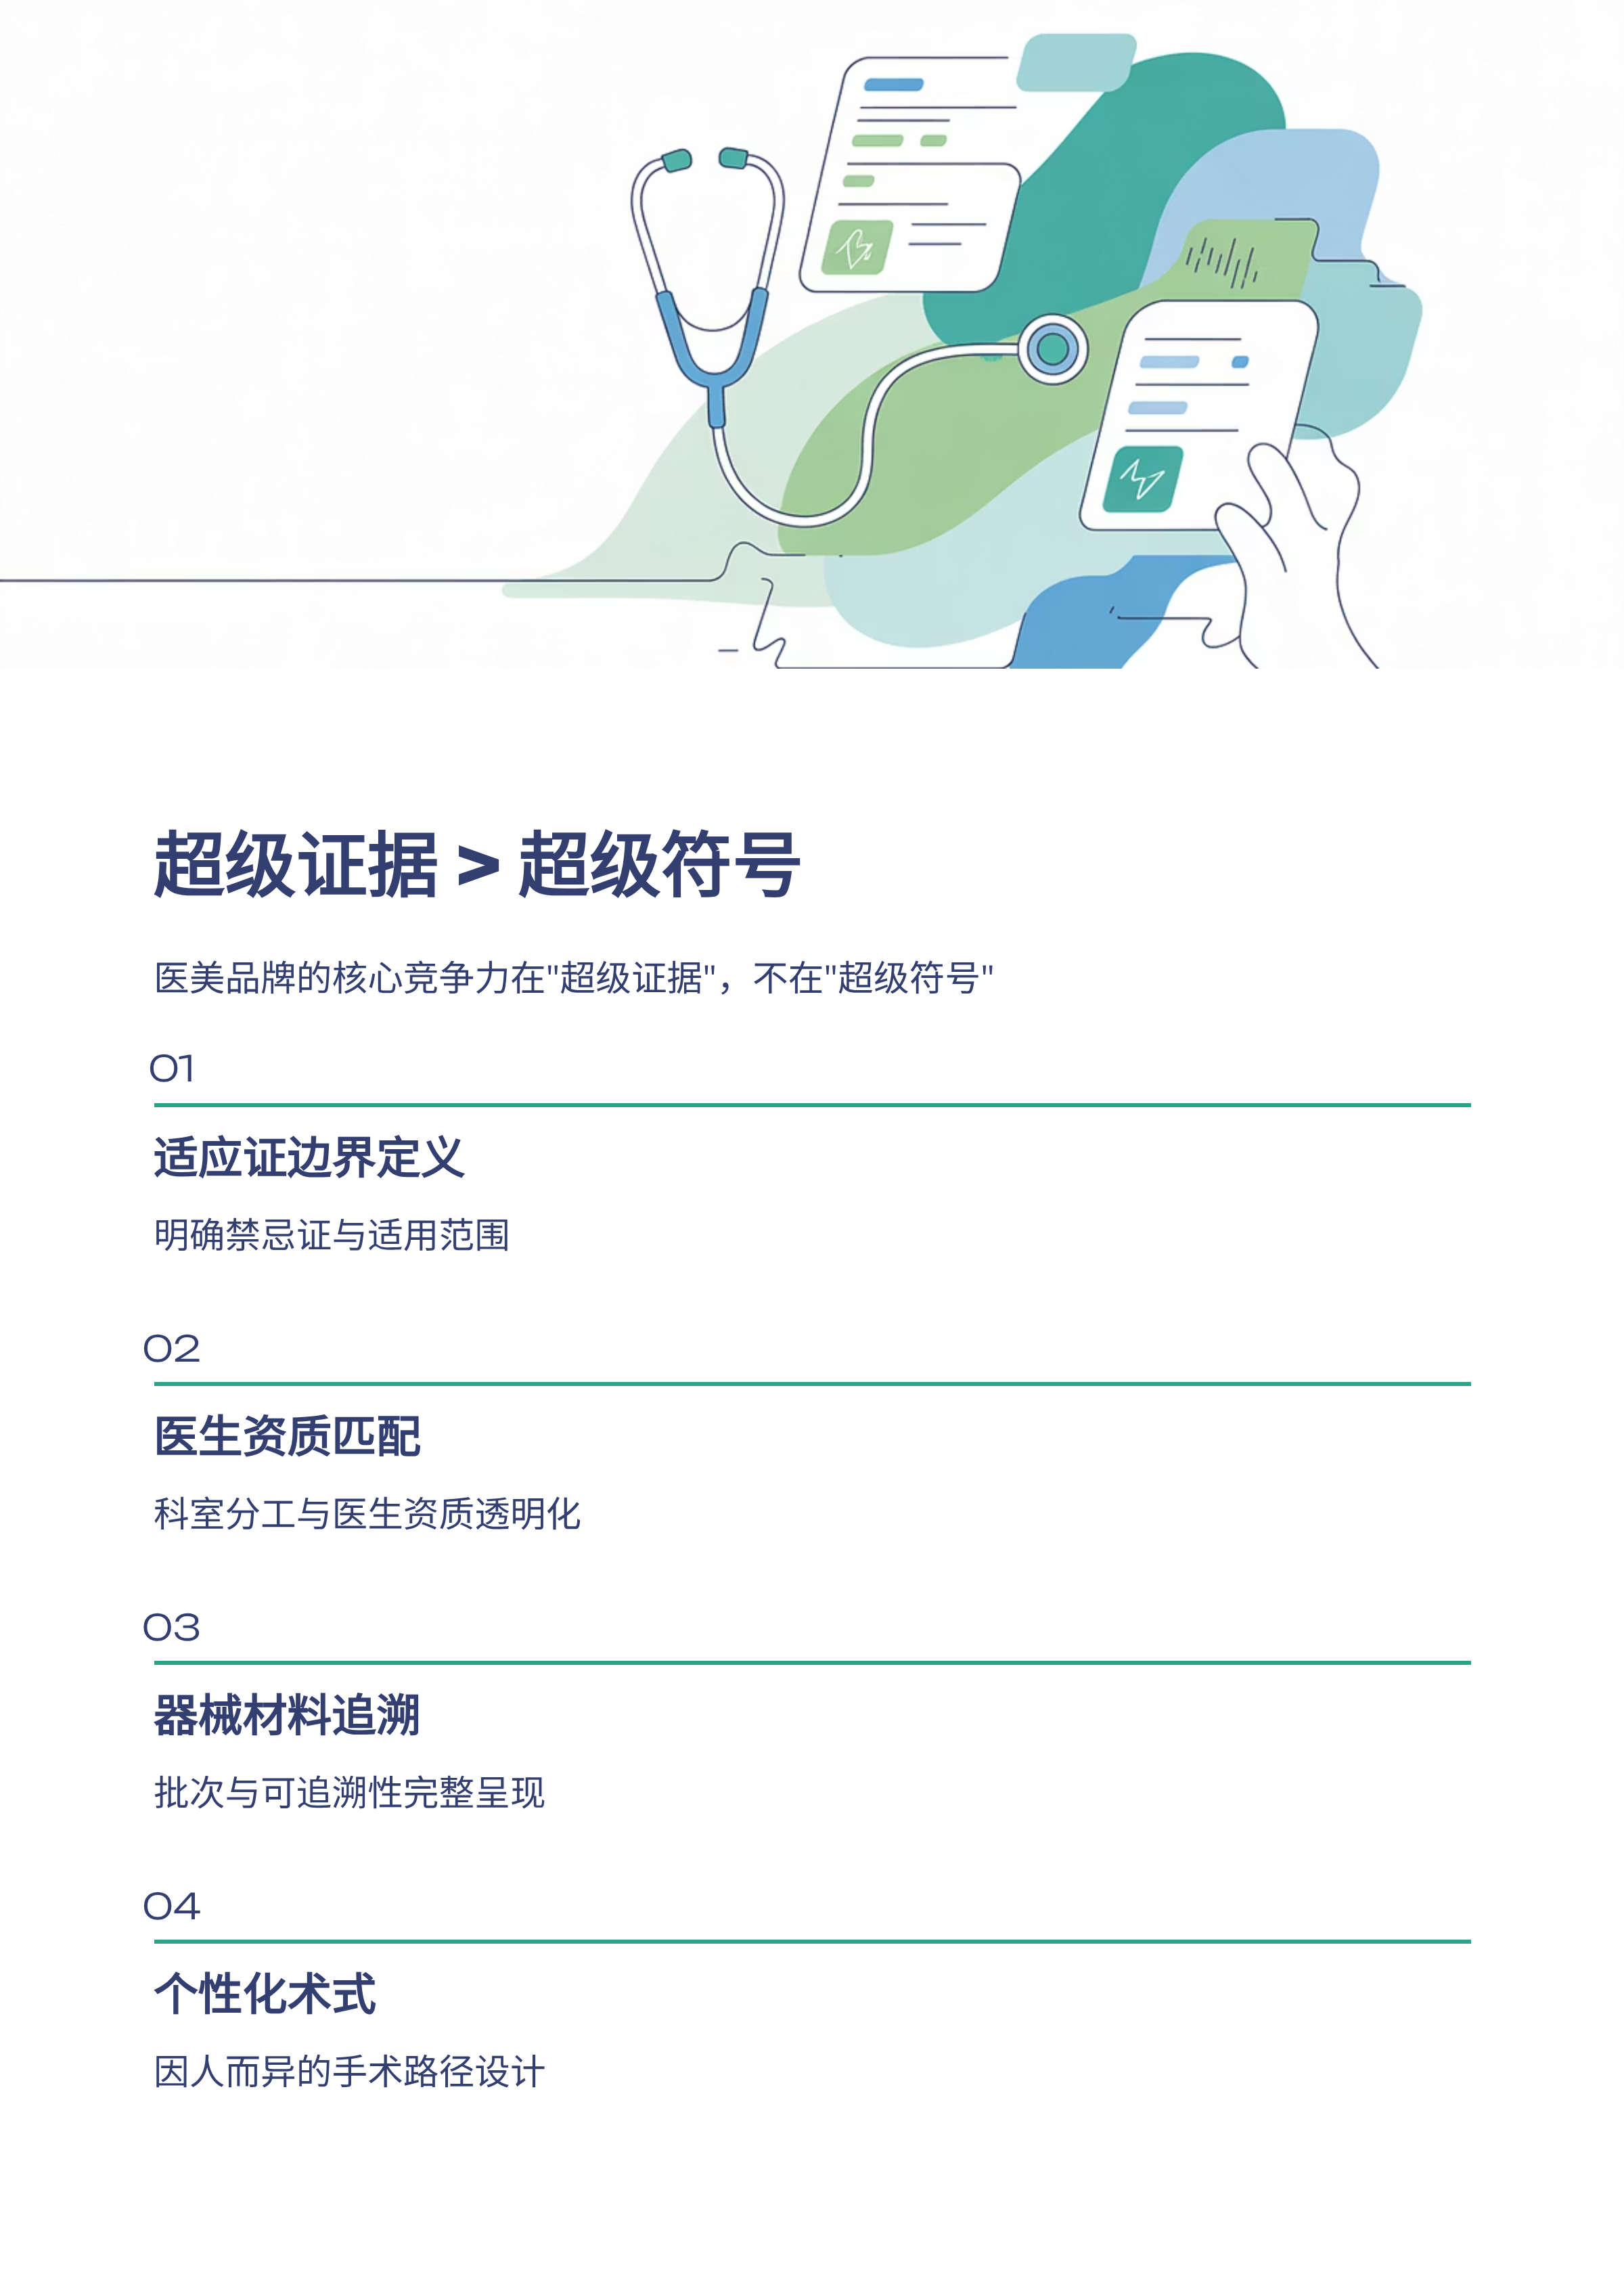 超级证据 > 超级符号
医美品牌的核心竞争力在"超级证据"，不在"超级符号"
01
适应证边界定义
明确禁忌证与适用范围
02
医生资质匹配
科室分工与医生资质透明化
03
器械材料追溯
批次与可追溯性完整呈现
04
个性化术式
因人而异的手术路径设计